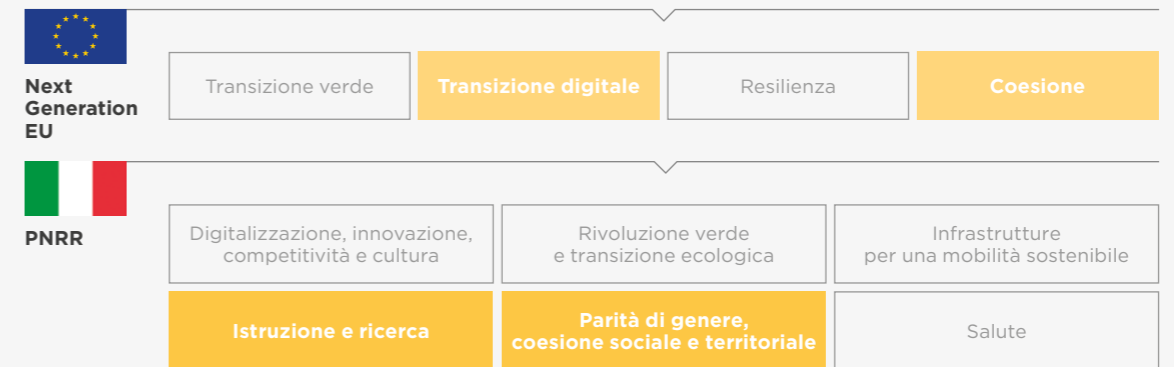 Next
Generation
EU
Transizione verde
Transizione digitale
Resilienza
Coesione
PNRR
Digitalizzazione, innovazione,
competitività e cultura
Rivoluzione verde
e transizione ecologica
Infrastrutture
per una mobilità sostenibile
Istruzione e ricerca
Parità di genere,
coesione sociale e territoriale
Salute